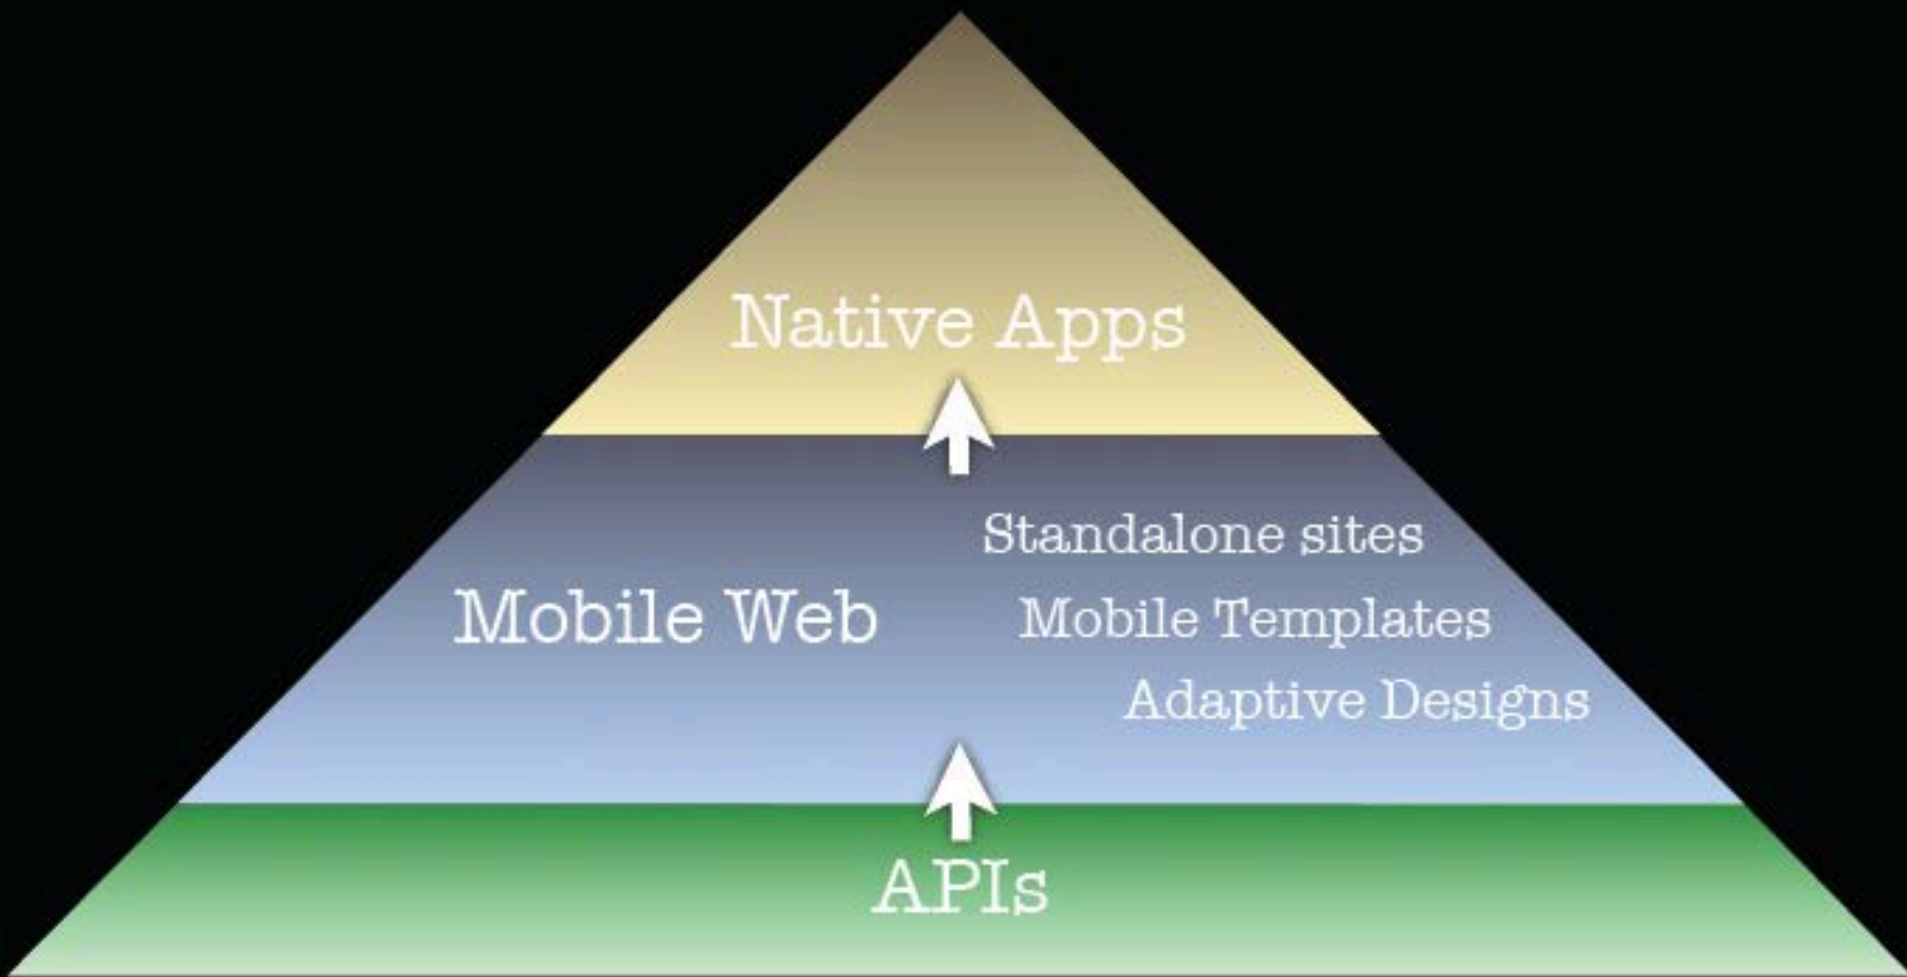 Native Apps
Standalone sites
Mobile Web
Mobile Templates
Adaptive Designs
APIs